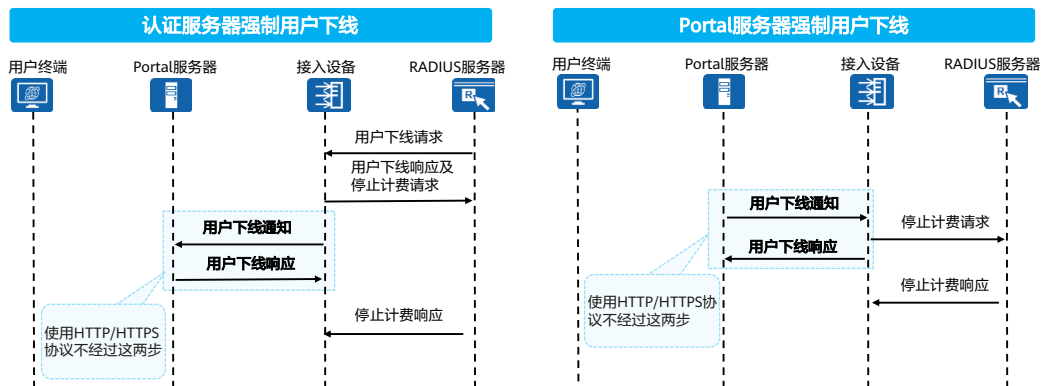 认证服务器强制用户下线
用户终端
Portal服务器
接入设备
RADIUS服务器
R
用户下线请求
用户下线响应及
停止计费请求
用户下线通知
用户下线响应
使用HTTP/HTTPS
协议不经过这两步
停止计费响应
Portal服务器强制用户下线
用户终端
Portal服务器
接入设备
RADIUS服务器
R
用户下线通知
停止计费请求
用户下线响应
停止计费响应
使用HTTP/HTTPS协
议不经过这两步